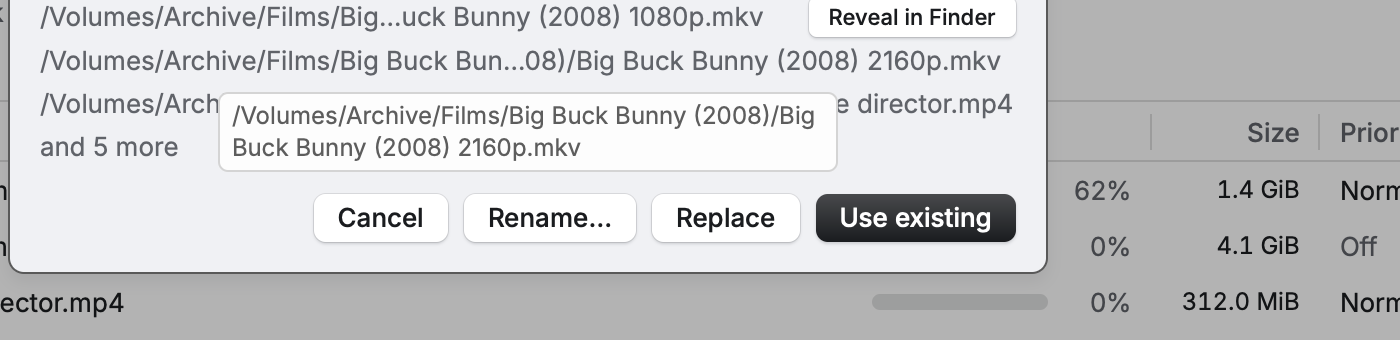 /Volumes/Archive/Films/Big...uck Bunny (2008) 1080p.mkv
Reveal in Finder
/Volumes/Archive/Films/Big Buck Bun...08)/Big Buck Bunny (2008) 2160p.mkv
/Volumes/Arch
e director.mp4
/Volumes/Archive/Films/Big Buck Bunny (2008)/Big
Buck Bunny (2008) 2160p.mkv
and 5 more
Cancel
Rename...
Replace
Use existing
Size
Prior
62%
1.4 GiB
Norm
0%
4.1 GiB
Off
ector.mp4
0%
312.0 MiB
Norm